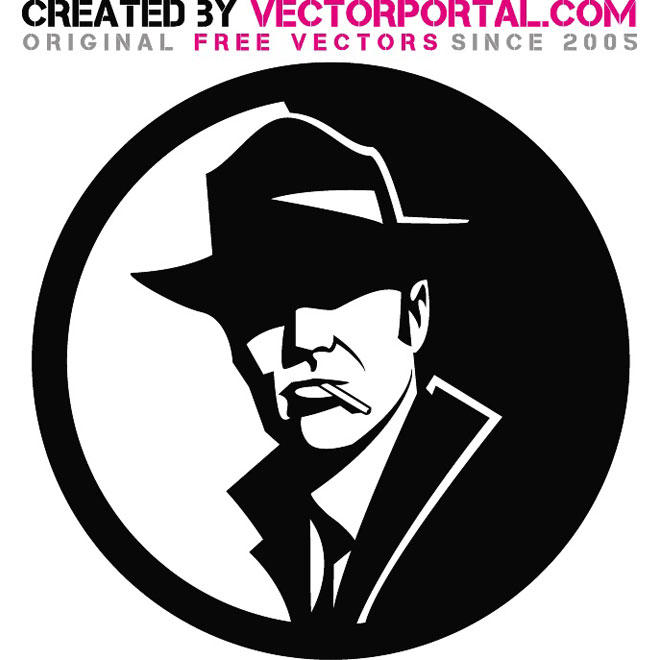 CREATED BY VECTORPORTAL.COM
ORIGINAL FREE VECTORS SINCE 2005